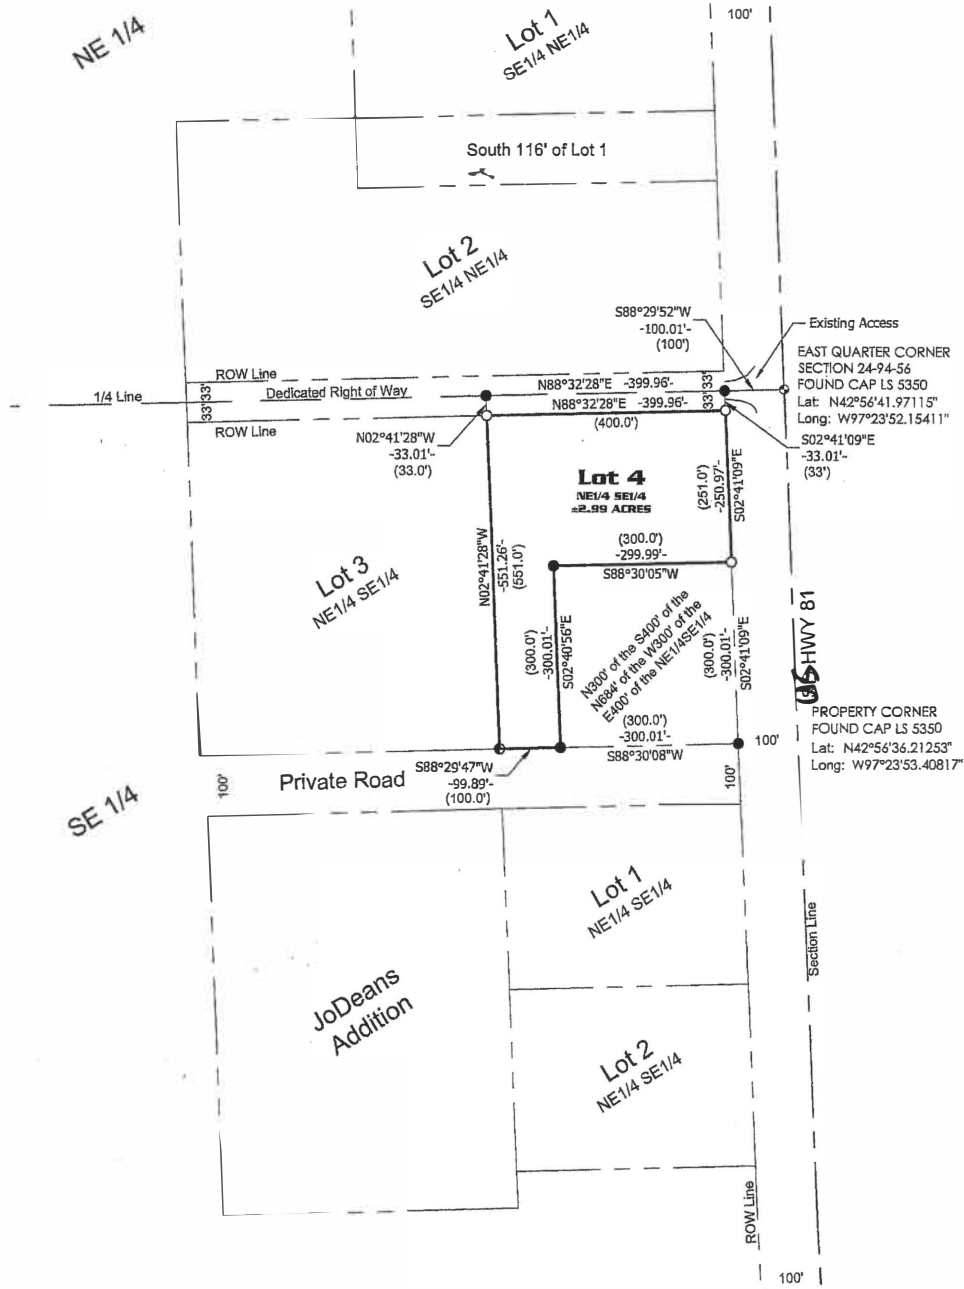 NE 1/4
Lot 1
SE1/4 NE1/4
100'
South 116' of Lot 1
Lot 2
SE1/4 NE1/4
S88°29'52"W
-100.01'-
(100')
Existing Access
EAST QUARTER CORNER
SECTION 24-94-56
FOUND CAP LS 5350
Lat: N42°56'41.97115"
Long: W97°23'52.15411"
ROW Line
1/4 Line
33'
33'
Dedicated Right of Way
N88°32'28"E -399.96'-
33'
33'
N88°32'28"E -399.96'-
(400.0')
ROW Line
N02°41'28"W
-33.01'-
(33.0')
S02°41'09"E
-33.01'-
(33')
Lot 4
NE1/4 SE1/4
±2.99 ACRES
(251.0')
-250.97'-
S02°41'09"E
N02°41'28"W
-551.26'-
(551.0')
(300.0')
-299.99'-
S88°30'05"W
Lot 3
NE1/4 SE1/4
(300.0')
-300.01'-
S02°40'56"E
N300' of the S400' of the
N684' of the W300' of the
E400' of the NE1/4SE1/4
(300.0')
-300.01'-
S02°41'09"E
US HWY 81
(300.0')
-300.01'-
S88°30'08"W
100'
PROPERTY CORNER
FOUND CAP LS 5350
Lat: N42°56'36.21253"
Long: W97°23'53.40817"
S88°29'47"W
-99.89'-
(100.0')
100'
Private Road
100'
SE 1/4
Lot 1
NE1/4 SE1/4
Section Line
JoDeans
Addition
Lot 2
NE1/4 SE1/4
ROW Line
100'